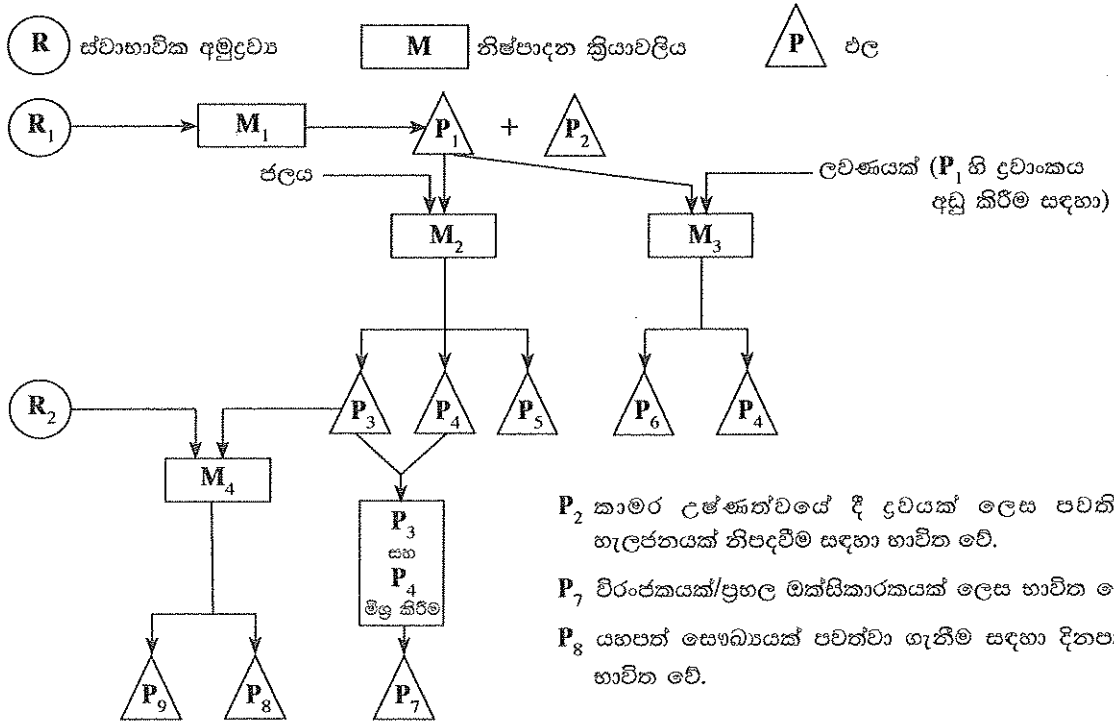 R ස්වාභාවික අමුද්‍රව්‍ය M නිෂ්පාදන ක්‍රියාවලිය P ඵල
R₁ M₁ P₁ + P₂
ජලය ලවණයක් (P₁ හි ද්‍රවාංකය
අඩු කිරීම සඳහා)
M₂ M₃
R₂ P₃ P₄ P₅ P₆ P₄
M₄
P₃
සහ
P₄
මිශ්‍ර කිරීම
P₂ කාමර උෂ්ණත්වයේ දී ද්‍රවයක් ලෙස පවති
හැලජනයක් නිපදවීම සඳහා භාවිත වේ.
P₇ විරංජකයක්/ප්‍රභල ඔක්සිකාරකයක් ලෙස භාවිත
P₈ යහපත් සෞඛ්‍යයක් පවත්වා ගැනීම සඳහා
භාවිත වේ.
P₉ P₈ P₇